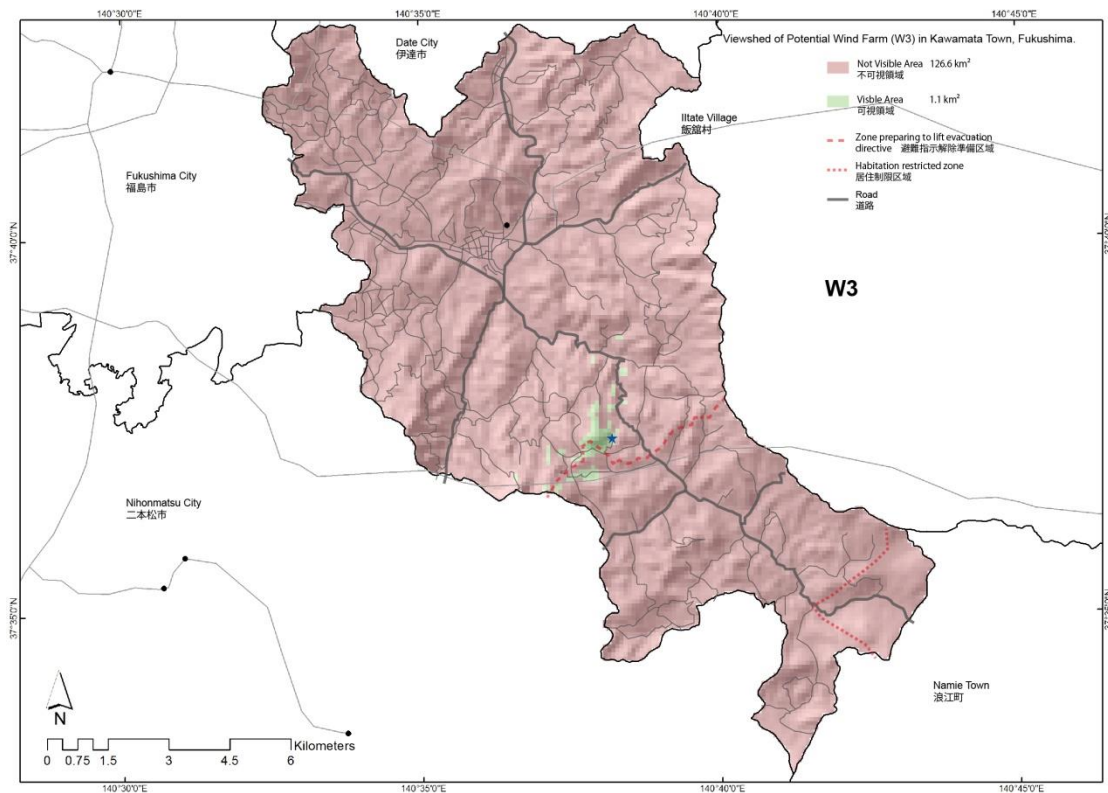 140°30'0"E 140°35'0"E 140°40'0"E 140°45'0"E
Viewshed of Potential Wind Farm (W3) in Kawamata Town, Fukushima.
Date City
伊達市
Not Visible Area 126.6 km²
不可視領域
Visble Area 1.1 km²
可視領域
IItate Village
飯舘村
Zone preparing to lift evacuation
directive 避難指示解除準備区域
Habitation restricted zone
居住制限区域
Road
道路
Fukushima City
福島市
37°40'0"N
37°40'0"N
W3
Nihonmatsu City
二本松市
37°35'0"N
37°35'0"N
Namie Town
浪江町
N
Kilometers
0 0.75 1.5 3 4.5 6
140°30'0"E 140°35'0"E 140°40'0"E 140°45'0"E